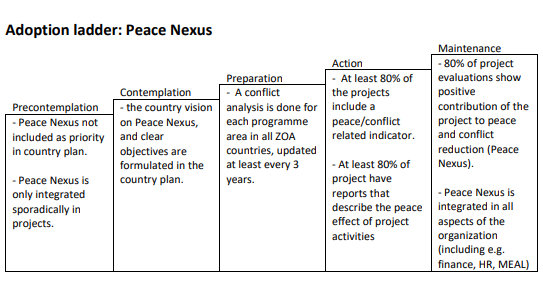 Adoption ladder: Peace Nexus
Precontemplation
- Peace Nexus not
included as priority
in country plan.
- Peace Nexus is
only integrated
sporadically in
projects.
Contemplation
- the country vision
on Peace Nexus,
and clear
objectives are
formulated in the
country plan.
Preparation
- A conflict
analysis is done for
each programme
area in all ZOA
countries, updated
at least every 3
years.
Action
- At least 80% of
the projects
include a
peace/conflict
related indicator.
- At least 80% of
project have
reports that
describe the peace
effect of project
activities
Maintenance
- 80% of project
evaluations show
positive
contribution of the
project to peace
and conflict
reduction (Peace
Nexus).
- Peace Nexus is
integrated in all
aspects of the
organization
(including e.g.
finance, HR, MEAL)